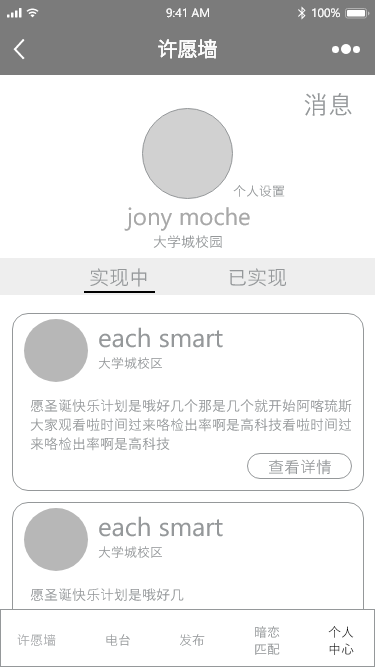 9:41 AM
100%
许愿墙
消息
个人设置
jony moche
大学城校园
实现中
已实现
each smart
大学城校区
愿圣诞快乐计划是哦好几个那是几个就开始阿喀琉斯
大家观看啦时间过来咯检出率啊是高科技看啦时间过
来咯检出率啊是高科技
查看详情
each smart
大学城校区
愿圣诞快乐计划是哦好几
许愿墙
电台
发布
暗恋
匹配
个人
中心